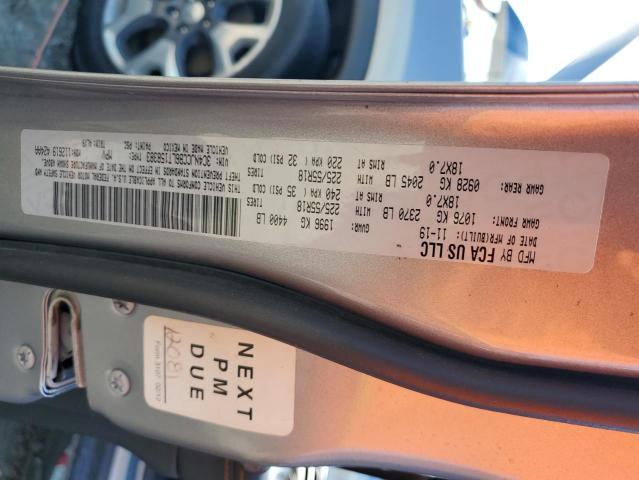 MFD BY FCA US LLC
DATE OF MFR(BUILT): 11-19
GVWR: 1996 KG 4400 LB
GAWR FRONT: 1076 KG 2370 LB
TIRES 225/55R18
RIMS AT 18X7.0
240 KPA( 35 PSI) COLD
GAWR REAR: 0928 KG 2045 LB
TIRES 225/55R18
RIMS AT 18X7.0
220 KPA( 32 PSI) COLD
THIS VEHICLE CONFORMS TO ALL APPLICABLE U.S.A. FEDERAL MOTOR VEHICLE SAFETY AND
THEFT PREVENTION STANDARDS IN EFFECT ON THE DATE OF MANUFACTURE SHOWN ABOVE.
TYPE: MPV
VEHICLE MADE IN MEXICO
NEXT
PM
DUE